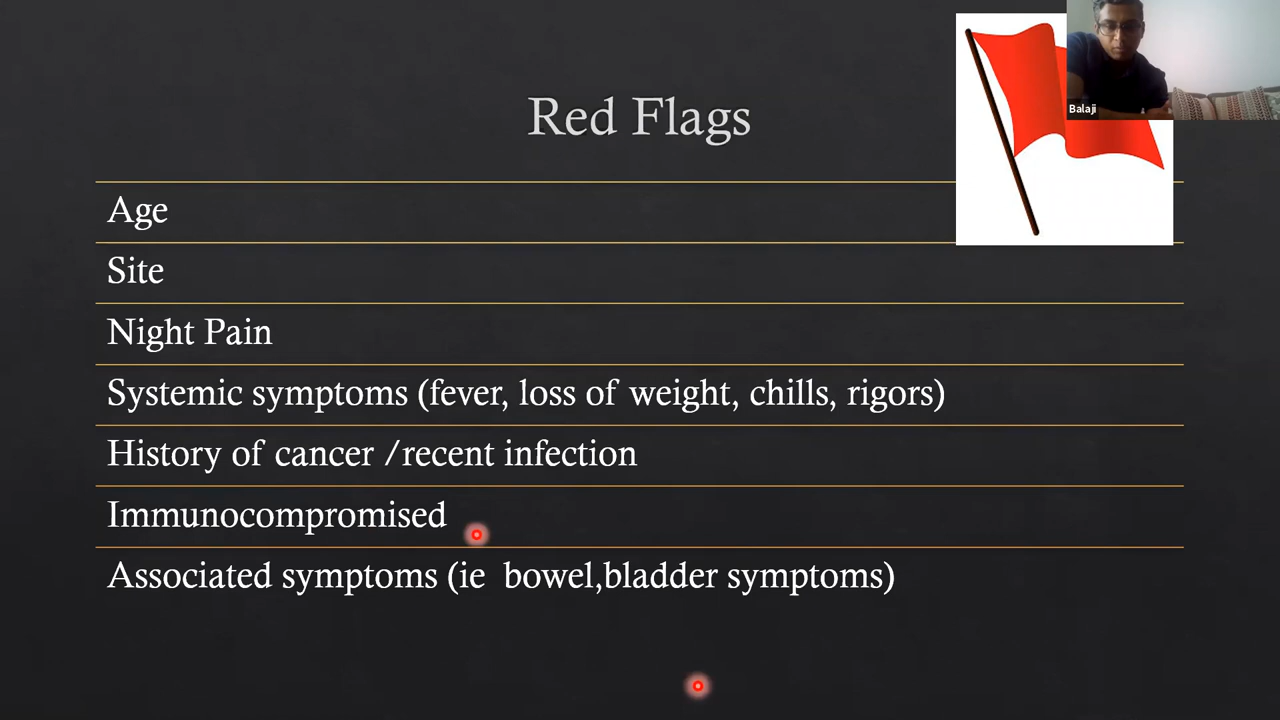 Red Flags
Balaji
Age
Site
Night Pain
Systemic symptoms (fever, loss of weight, chills, rigors)
History of cancer /recent infection
Immunocompromised
Associated symptoms (ie  bowel,bladder symptoms)